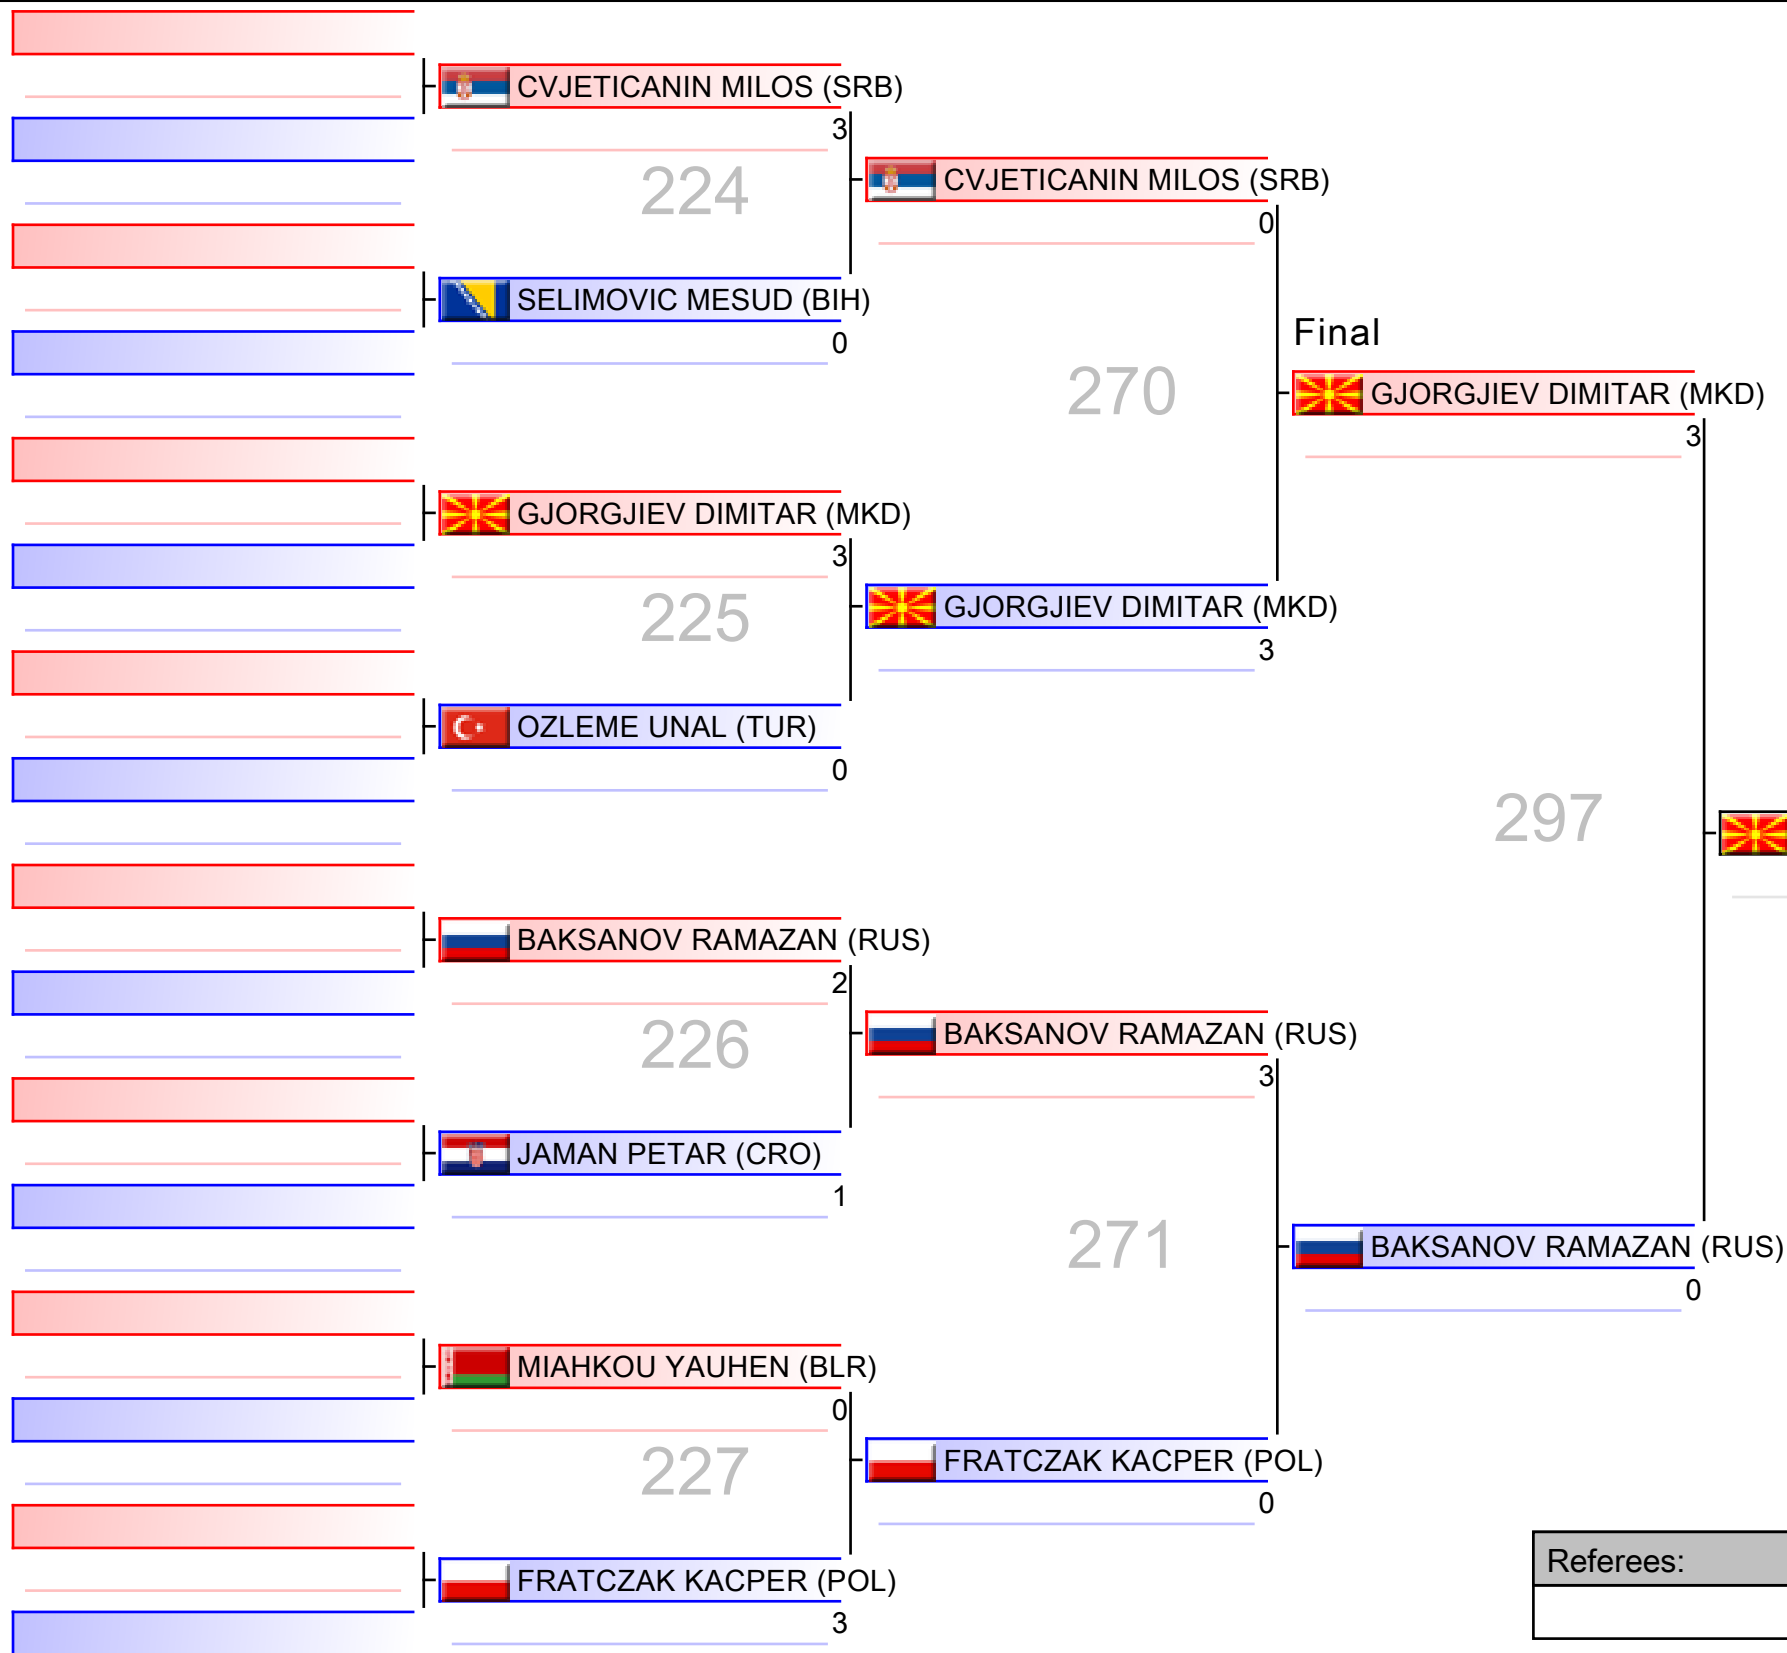 CVJETICANIN MILOS (SRB)
3
224
CVJETICANIN MILOS (SRB)
0
SELIMOVIC MESUD (BIH)
0
Final
270
GJORGJIEV DIMITAR (MKD)
3
GJORGJIEV DIMITAR (MKD)
3
225
GJORGJIEV DIMITAR (MKD)
3
OZLEME UNAL (TUR)
0
297
BAKSANOV RAMAZAN (RUS)
2
226
BAKSANOV RAMAZAN (RUS)
3
JAMAN PETAR (CRO)
1
271
BAKSANOV RAMAZAN (RUS)
0
MIAHKOU YAUHEN (BLR)
0
227
FRATCZAK KACPER (POL)
0
Referees:
FRATCZAK KACPER (POL)
3